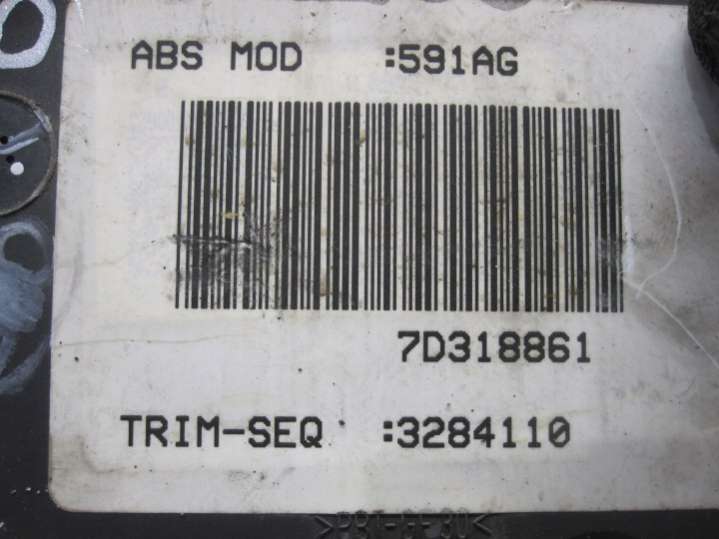 ABS MOD :591AG
7D318861
TRIM-SEQ :3284110